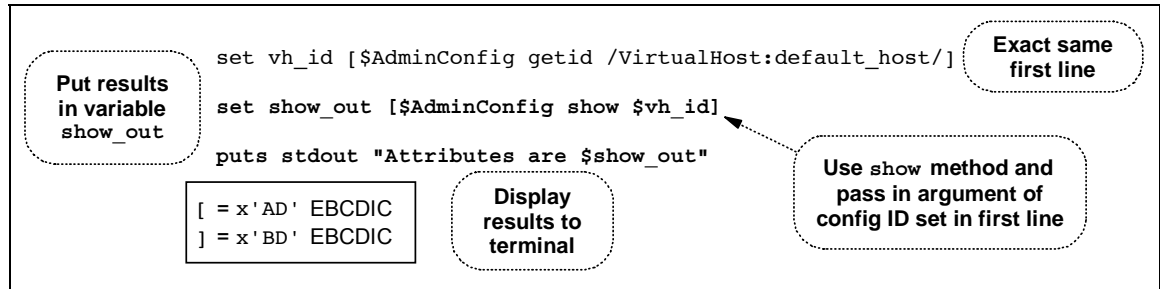 set vh_id [$AdminConfig getid /VirtualHost:default_host/]
Exact same
first line
Put results
in variable
show_out
set show_out [$AdminConfig show $vh_id]
puts stdout "Attributes are $show_out"
Use show method and
pass in argument of
config ID set in first line
[ = x'AD' EBCDIC
] = x'BD' EBCDIC
Display
results to
terminal